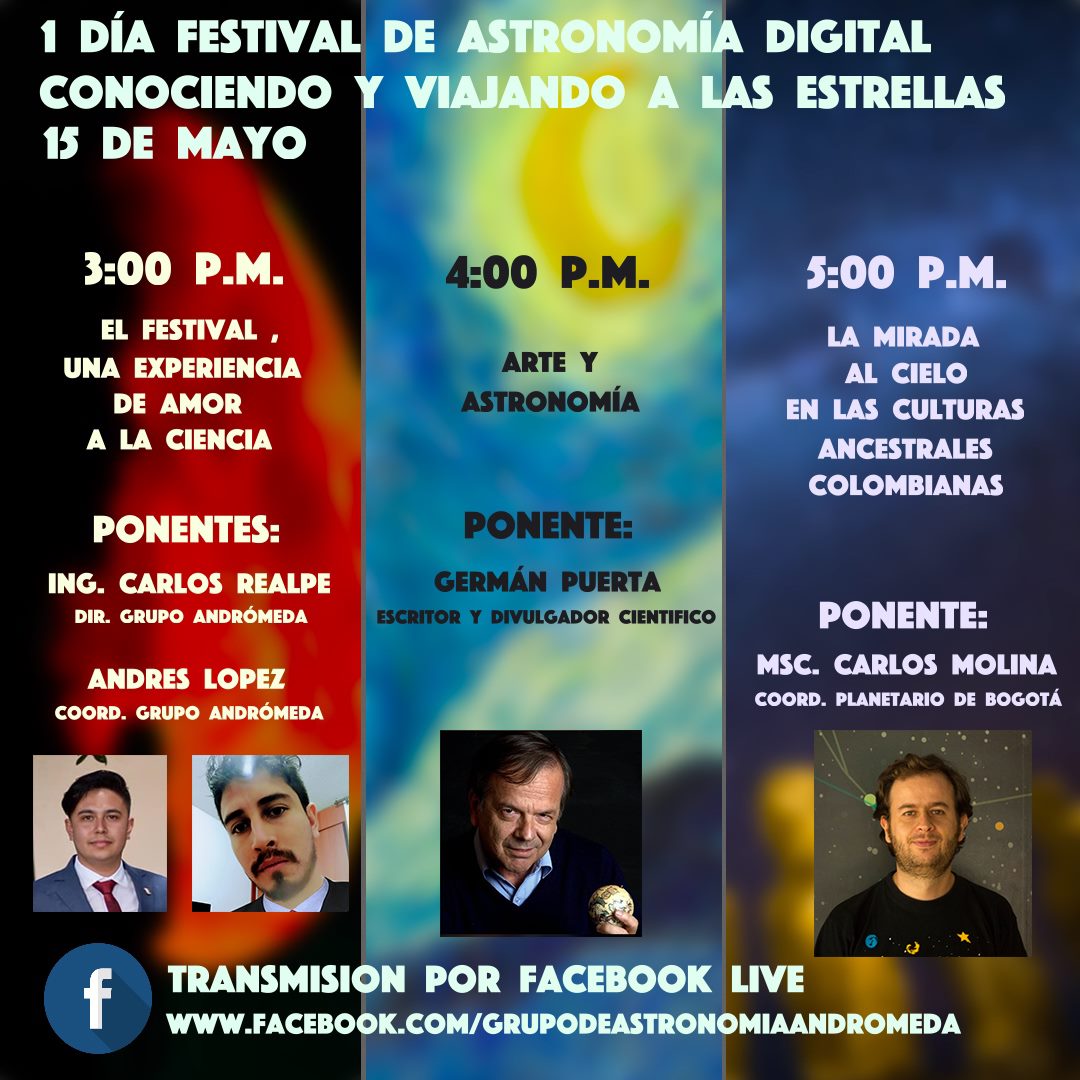 1 DÍA FESTIVAL DE ASTRONOMÍA DIGITAL
CONOCIENDO Y VIAJANDO A LAS ESTRELLAS
15 DE MAYO
3:00 P.M.
EL FESTIVAL ,
UNA EXPERIENCIA
DE AMOR
A LA CIENCIA
PONENTES:
ING. CARLOS REALPE
DIR. GRUPO ANDRÓMEDA
ANDRES LOPEZ
COORD. GRUPO ANDRÓMEDA
4:00 P.M.
ARTE Y
ASTRONOMÍA
PONENTE:
GERMÁN PUERTA
ESCRITOR Y DIVULGADOR CIENTIFICO
5:00 P.M.
LA MIRADA
AL CIELO
EN LAS CULTURAS
ANCESTRALES
COLOMBIANAS
PONENTE:
MSC. CARLOS MOLINA
COORD. PLANETARIO DE BOGOTÁ
f
TRANSMISION POR FACEBOOK LIVE
WWW.FACEBOOK.COM/GRUPODEASTRONOMIAANDROMEDA